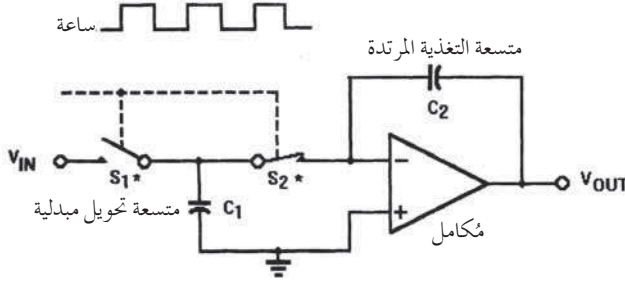 ساعة
متسعة التغذية المرتدة
C2
VIN
S1*
S2*
VOUT
متسعة تحويل مبدلية
C1
مُكامل